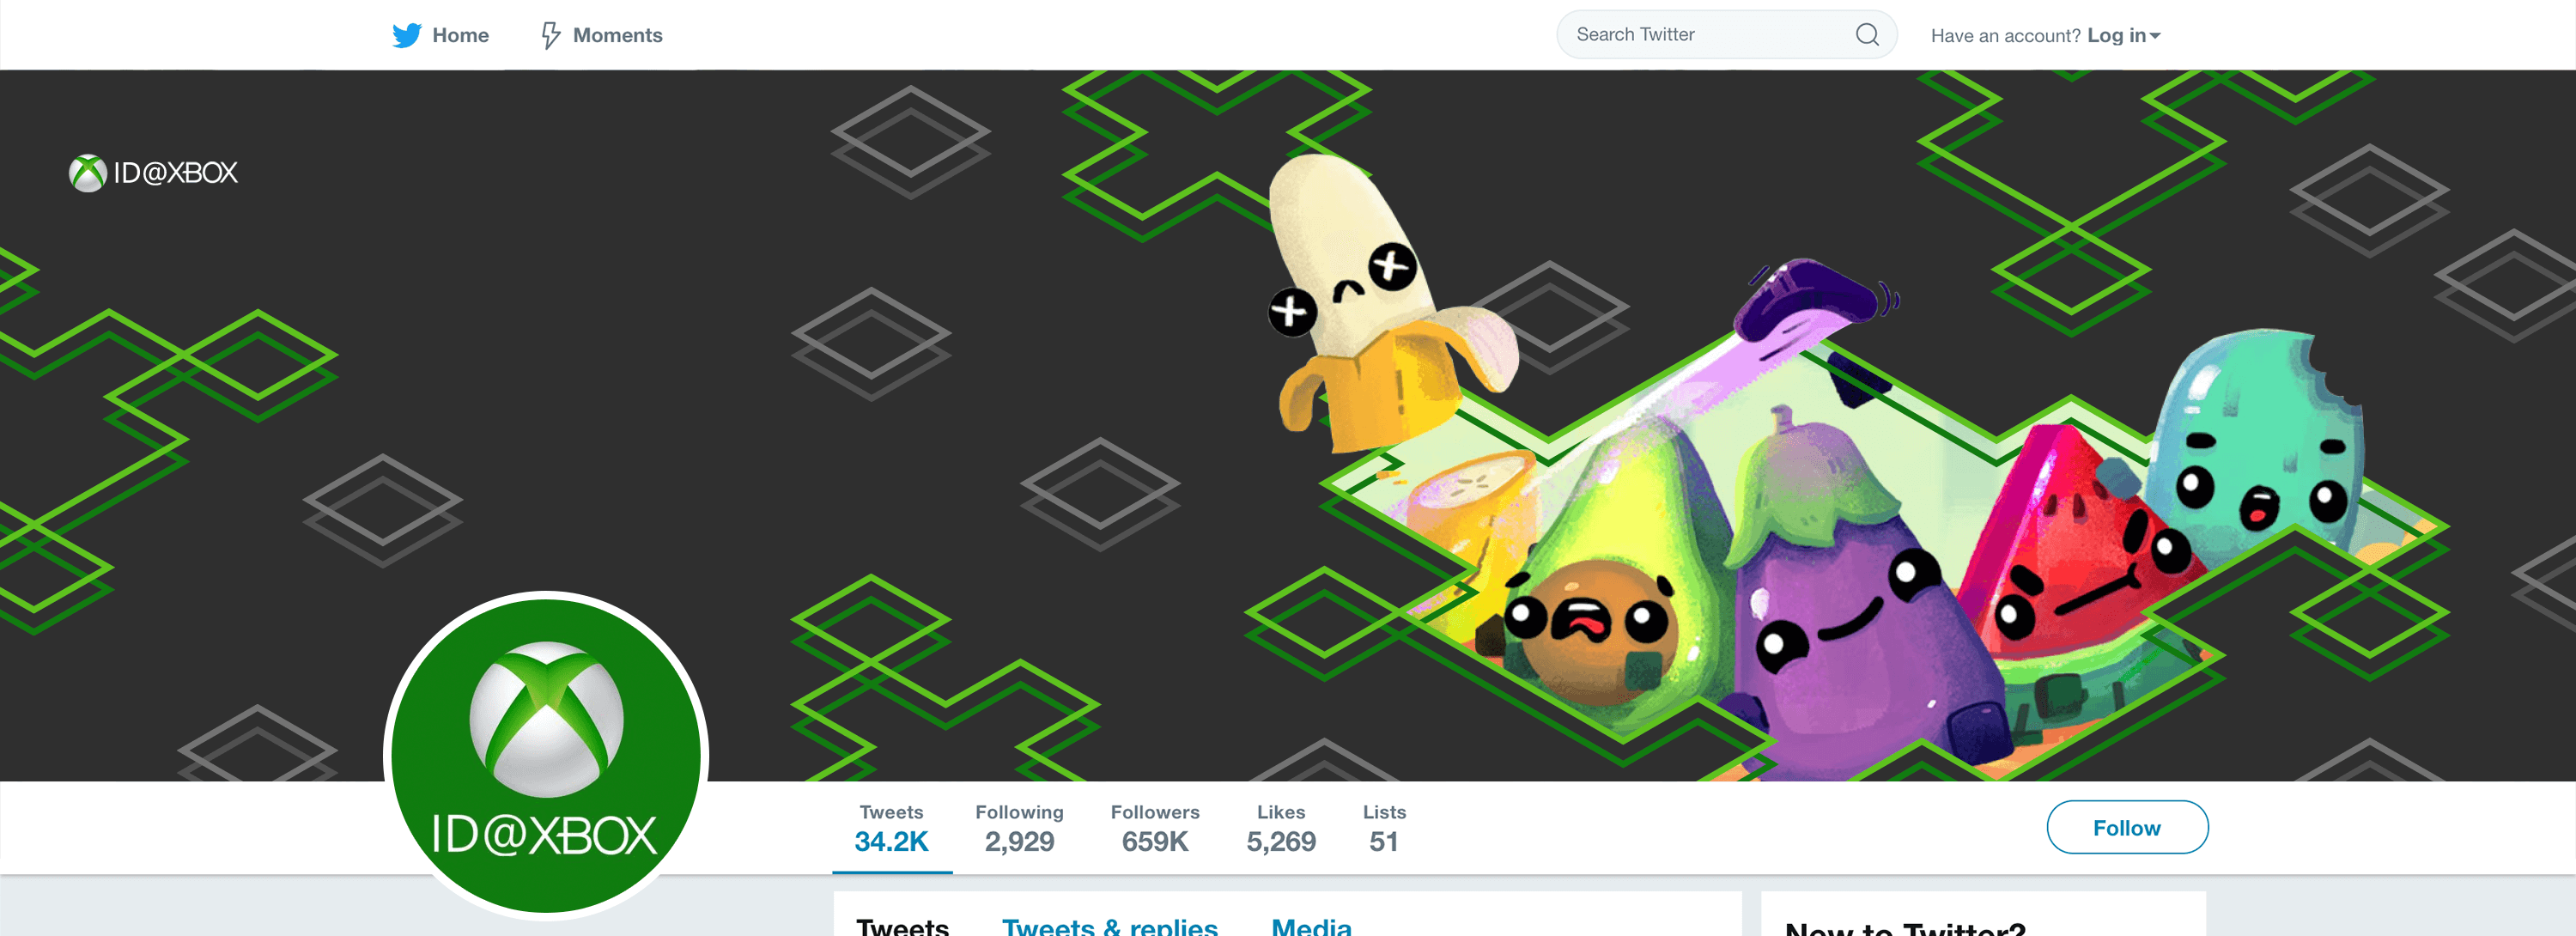 Home
Moments
Search Twitter
Have an account? Log in
ID@XBOX
ID@XBOX
Tweets
Following
Followers
Likes
Lists
34.2K
2,929
659K
5,269
51
Follow
Tweets
Tweets & replies
Media
New to Twitter?